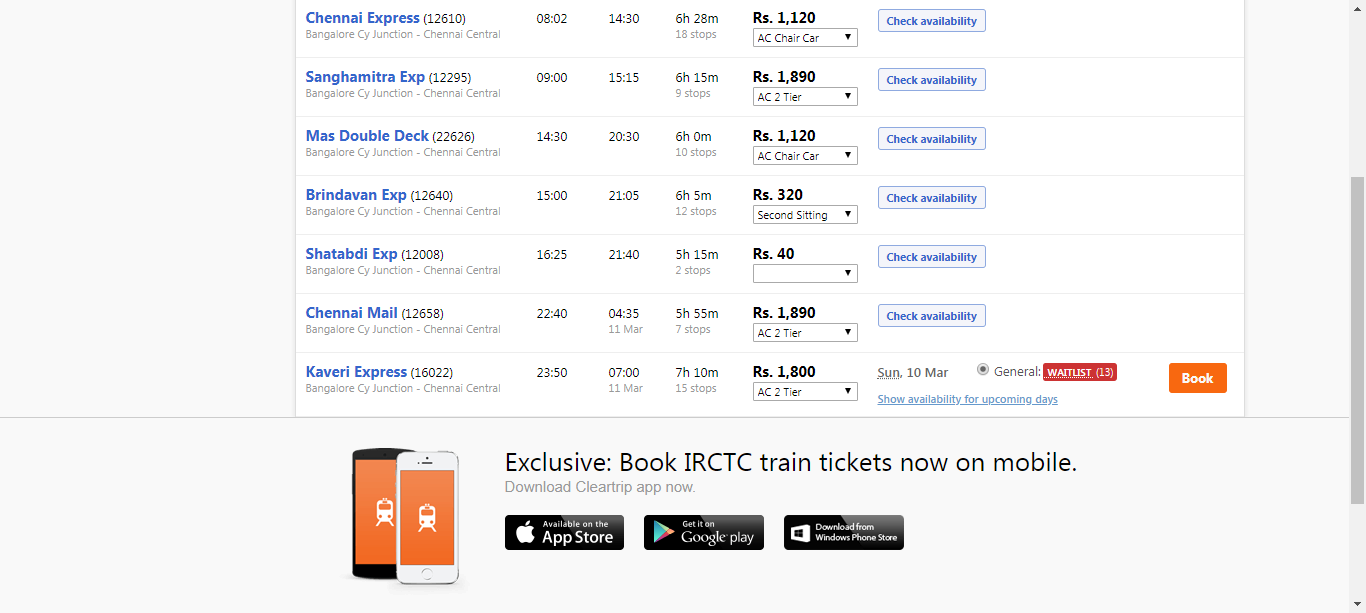 Chennai Express (12610) 08:02 14:30 6h 28m Rs. 1,120 Check availability
Bangalore Cy Junction - Chennai Central 18 stops AC Chair Car
Sanghamitra Exp (12295) 09:00 15:15 6h 15m Rs. 1,890 Check availability
Bangalore Cy Junction - Chennai Central 9 stops AC 2 Tier
Mas Double Deck (22626) 14:30 20:30 6h 0m Rs. 1,120 Check availability
Bangalore Cy Junction - Chennai Central 10 stops AC Chair Car
Brindavan Exp (12640) 15:00 21:05 6h 5m Rs. 320 Check availability
Bangalore Cy Junction - Chennai Central 12 stops Second Sitting
Shatabdi Exp (12008) 16:25 21:40 5h 15m Rs. 40 Check availability
Bangalore Cy Junction - Chennai Central 2 stops
Chennai Mail (12658) 22:40 04:35 5h 55m Rs. 1,890 Check availability
Bangalore Cy Junction - Chennai Central 11 Mar 7 stops AC 2 Tier
Kaveri Express (16022) 23:50 07:00 7h 10m Rs. 1,800 Sun, 10 Mar General: WAITLIST (13) Book
Bangalore Cy Junction - Chennai Central 11 Mar 15 stops AC 2 Tier Show availability for upcoming days
Exclusive: Book IRCTC train tickets now on mobile.
Download Cleartrip app now.
Available on the App Store
Get it on Google play
Download from Windows Phone Store